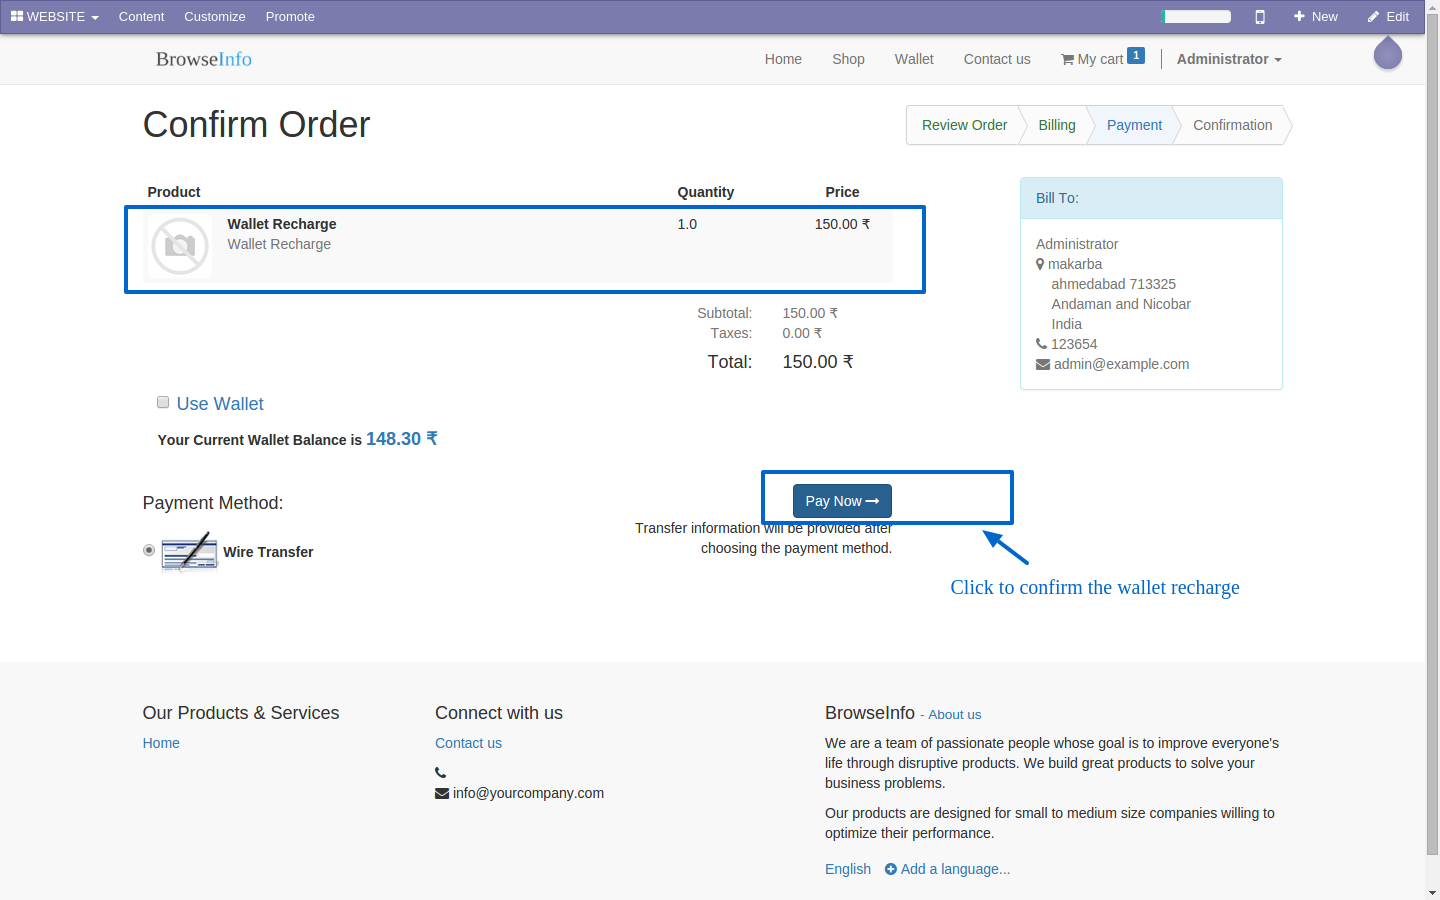 WEBSITE Content Customize Promote New Edit
BrowseInfo Home Shop Wallet Contact us My cart 1 Administrator
Confirm Order
Review Order Billing Payment Confirmation
Product Quantity Price
Wallet Recharge 1.0 150.00 ₹
Wallet Recharge
Subtotal: 150.00 ₹
Taxes: 0.00 ₹
Total: 150.00 ₹
Bill To:
Administrator
makarba
ahmedabad 713325
Andaman and Nicobar
India
123654
admin@example.com
Use Wallet
Your Current Wallet Balance is 148.30 ₹
Payment Method:
Wire Transfer
Pay Now
Transfer information will be provided after
choosing the payment method.
Click to confirm the wallet recharge
Our Products & Services
Home
Connect with us
Contact us
info@yourcompany.com
BrowseInfo - About us
We are a team of passionate people whose goal is to improve everyone's
life through disruptive products. We build great products to solve your
business problems.
Our products are designed for small to medium size companies willing to
optimize their performance.
English Add a language...